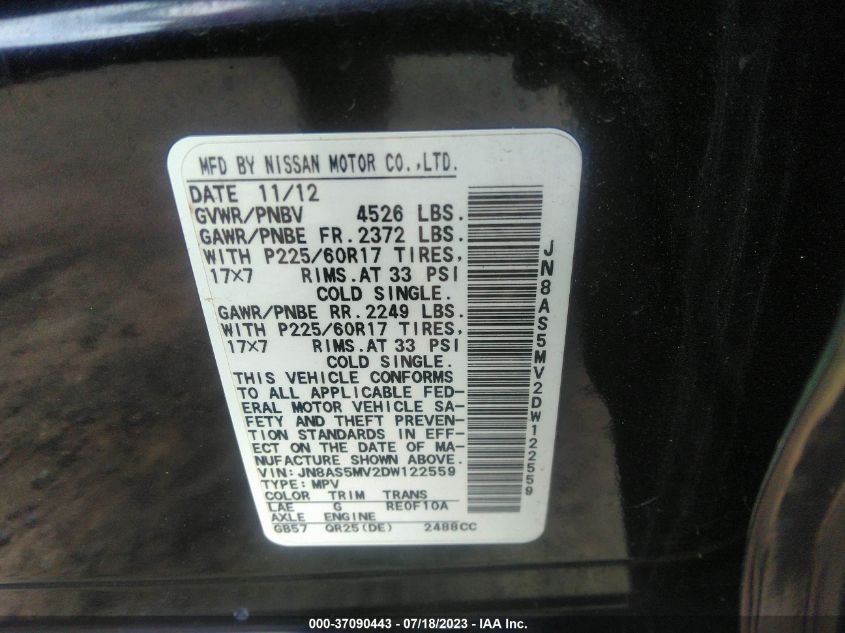 MFD BY NISSAN MOTOR CO.,LTD.
DATE 11/12
GVWR/PNBV 4526 LBS.
GAWR/PNBE FR.2372 LBS.
WITH P225/60R17 TIRES,
17×7 RIMS.AT 33 PSI
COLD SINGLE.
GAWR/PNBE RR.2249 LBS.
WITH P225/60R17 TIRES,
17×7 RIMS.AT 33 PSI
COLD SINGLE.
THIS VEHICLE CONFORMS
TO ALL APPLICABLE FED-
ERAL MOTOR VEHICLE SA-
FETY AND THEFT PREVEN-
TION STANDARDS IN EFF-
ECT ON THE DATE OF MA-
NUFACTURE SHOWN ABOVE.
VIN:JN8AS5MV2DW122559
TYPE:MPV
COLOR TRIM TRANS
LAE G RE0F10A
AXLE ENGINE
GB57 QR25(DE) 2488CC
JN8AS5MV2DW122559
000-37090443 - 07/18/2023 - IAA Inc.